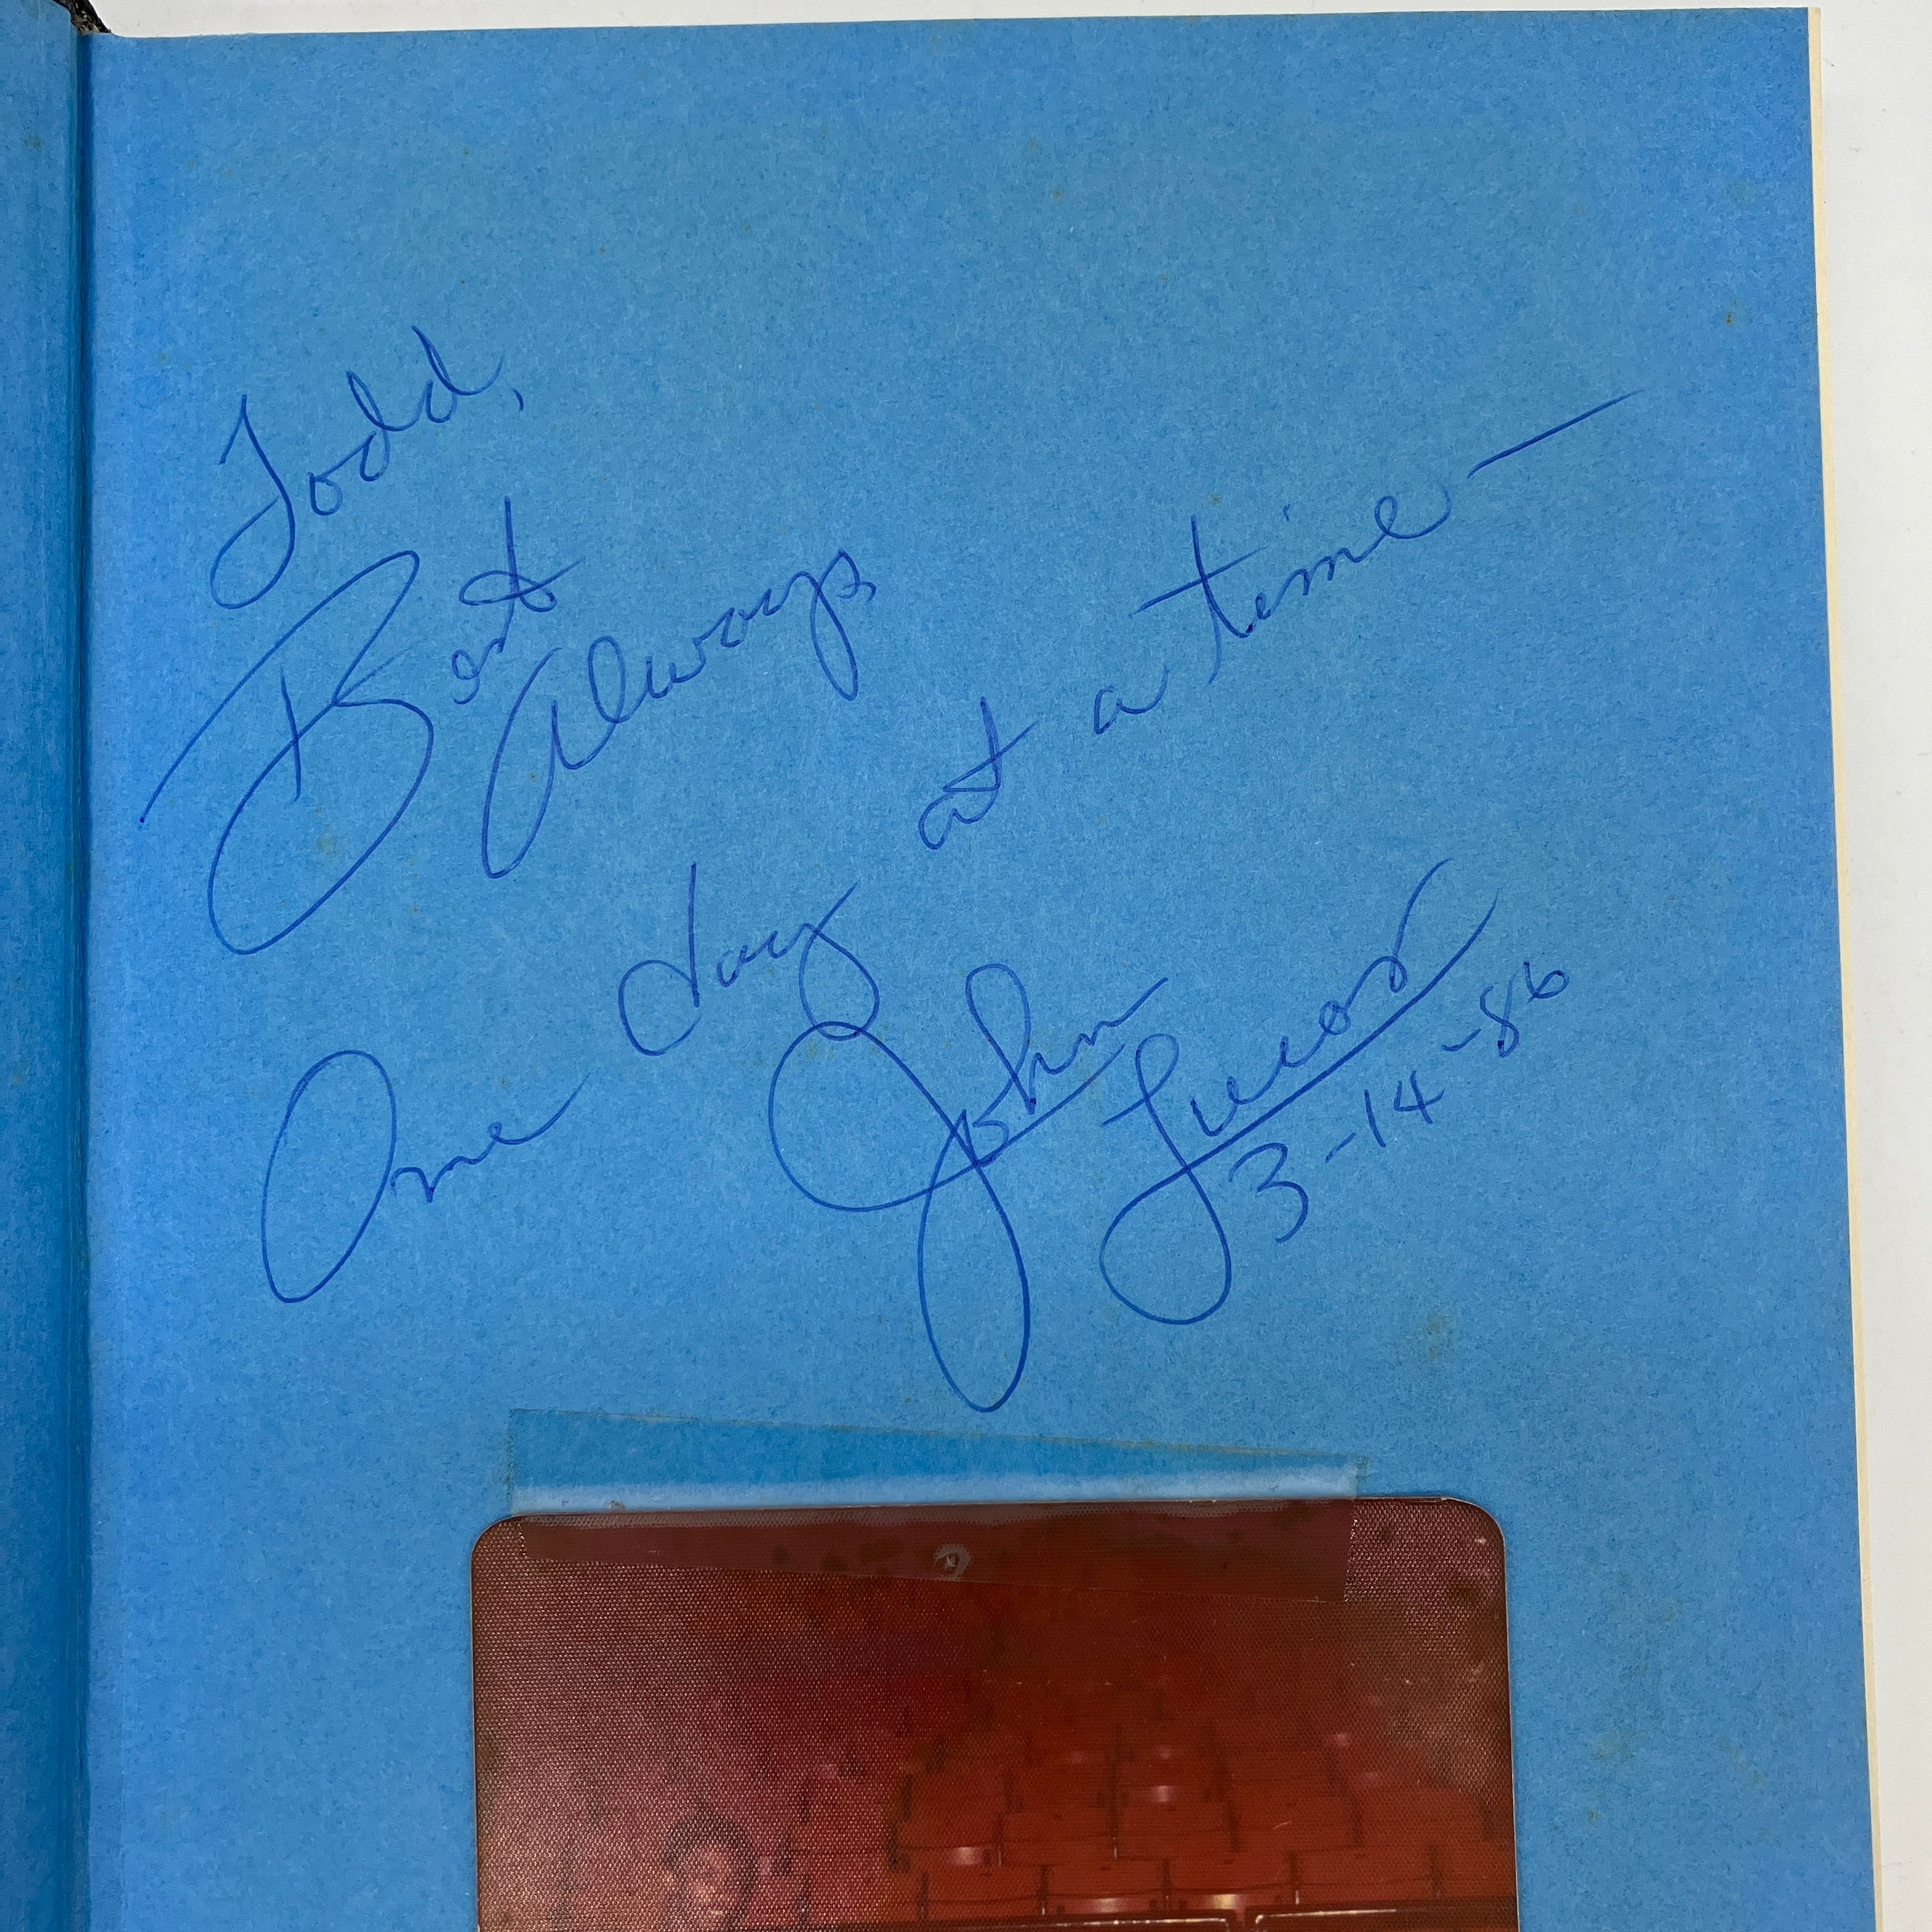 Todd,
Best
Always
One day at a time —
John Lucas
3-14-86